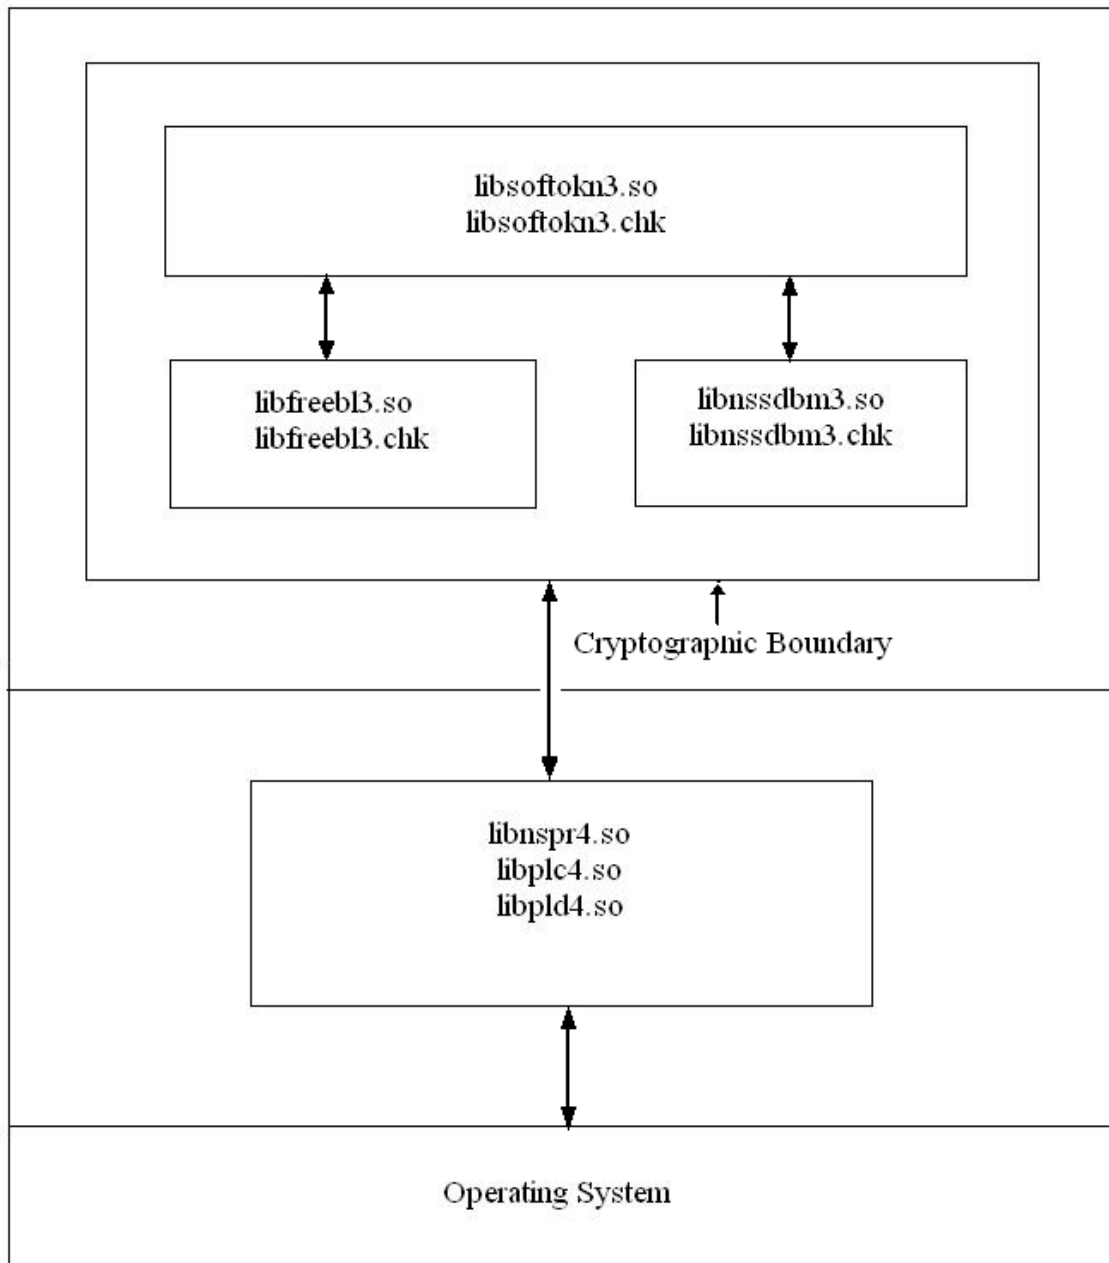 libsoftokn3.so
libsoftokn3.chk
libfreebl3.so
libfreebl3.chk
libnssdbm3.so
libnssdbm3.chk
Cryptographic Boundary
libnspr4.so
libplc4.so
libpld4.so
Operating System